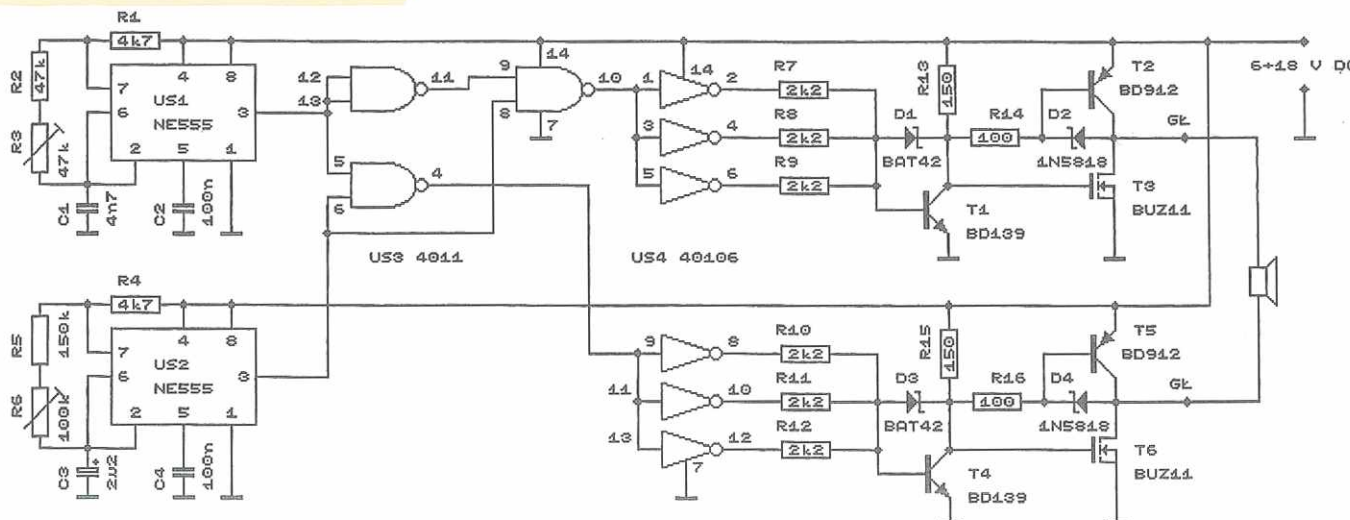 R1
4k7
R2
47k
R3
47k
C1
4n7
C2
100n
4
8
7
6
3
2
5
1
US1
NE555
12
13
11
5
6
4
9
8
14
10
7
US3 4011
1
14
2
3
4
5
6
US4 40106
R7
2k2
R8
2k2
R9
2k2
D1
BAT42
R13
150
R14
100
D2
1N5818
T1
BD139
T2
BD912
GŁ
T3
BUZ11
6÷18 V DC
R4
4k7
R5
150k
R6
100k
C3
+
2u2
C4
100n
4
8
7
6
3
2
5
1
US2
NE555
9
8
11
10
13
12
7
R10
2k2
R11
2k2
R12
2k2
D3
BAT42
R15
150
R16
100
D4
1N5818
T4
BD139
T5
BD912
GŁ
T6
BUZ11